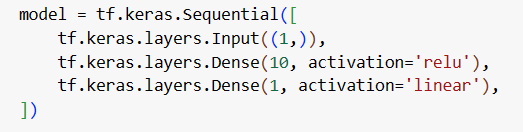 model = tf.keras.Sequential([
    tf.keras.layers.Input((1,)),
    tf.keras.layers.Dense(10, activation='relu'),
    tf.keras.layers.Dense(1, activation='linear'),
])